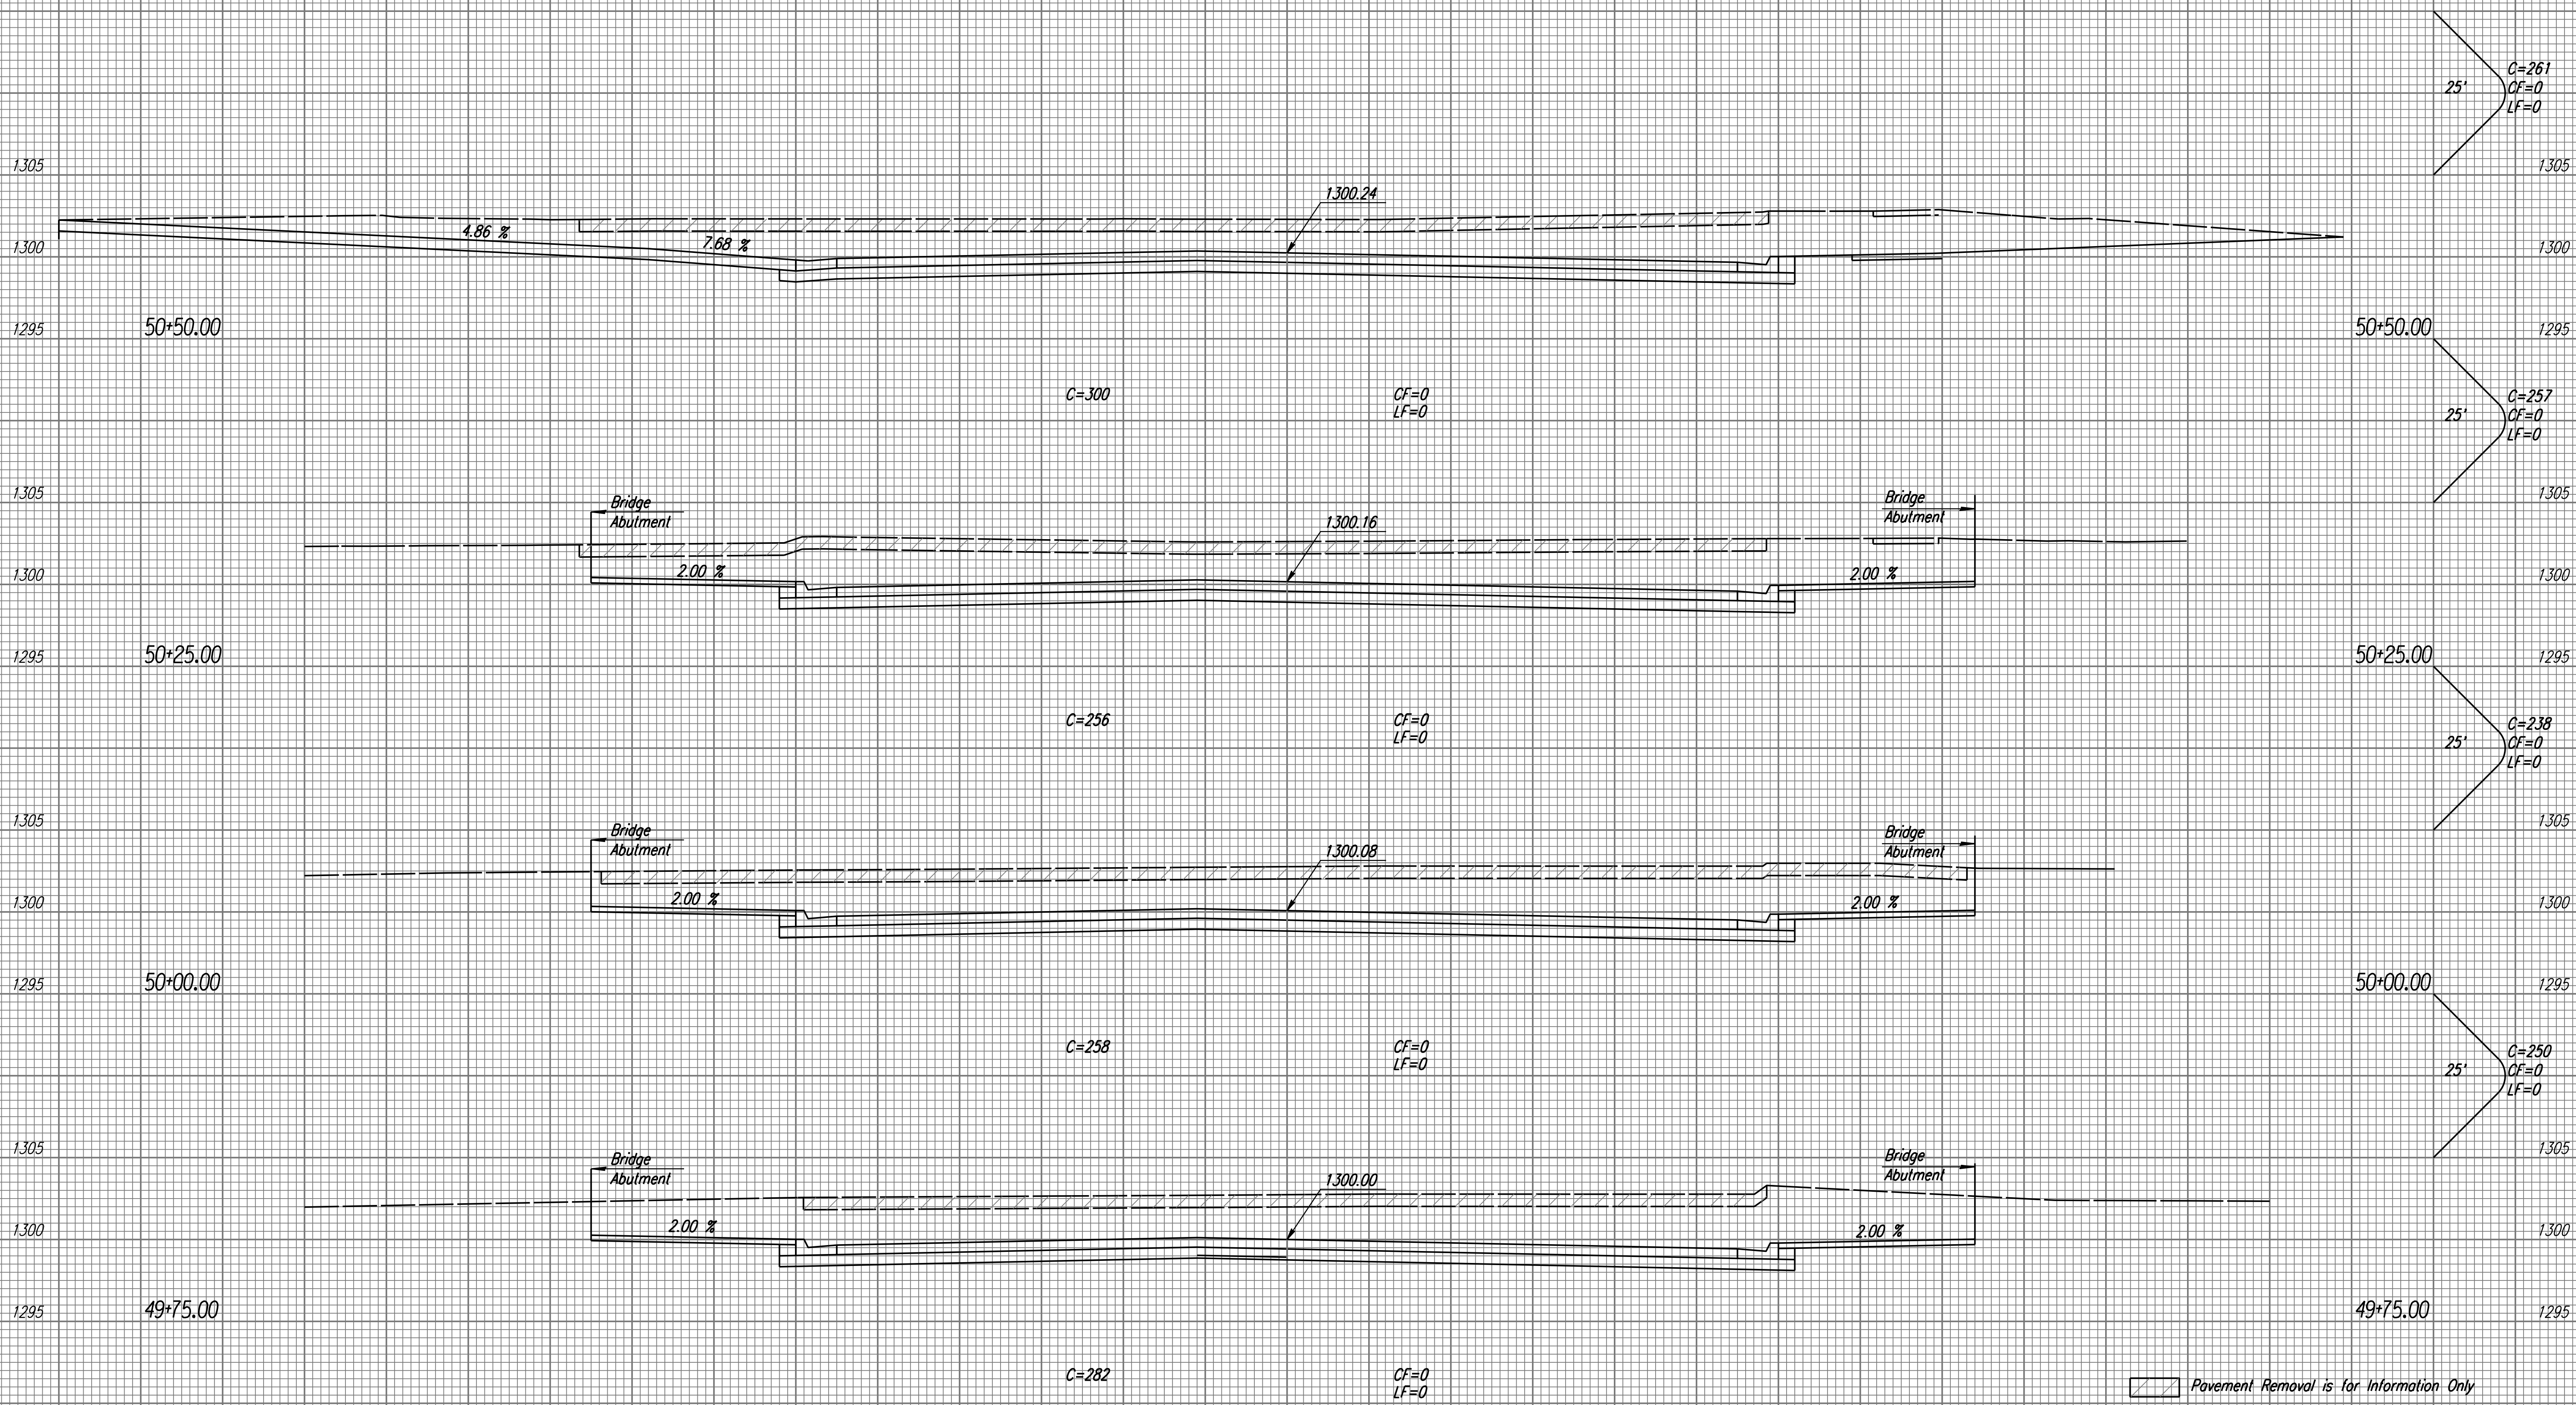 C=261
25' CF=0
LF=0
1305 1305
1300.24
4.86 %
7.68 %
1300 1300
1295 50+50.00 50+50.00 1295
C=300 CF=0
LF=0
C=257
25' CF=0
LF=0
1305 1305
Bridge Bridge
Abutment Abutment
1300.16
2.00 % 2.00 %
1300 1300
1295 50+25.00 50+25.00 1295
C=256 CF=0
LF=0
C=238
25' CF=0
LF=0
1305 1305
Bridge Bridge
Abutment Abutment
1300.08
2.00 % 2.00 %
1300 1300
1295 50+00.00 50+00.00 1295
C=258 CF=0
LF=0
C=250
25' CF=0
LF=0
1305 1305
Bridge Bridge
Abutment Abutment
1300.00
2.00 % 2.00 %
1300 1300
1295 49+75.00 49+75.00 1295
C=282 CF=0
LF=0
Pavement Removal is for Information Only